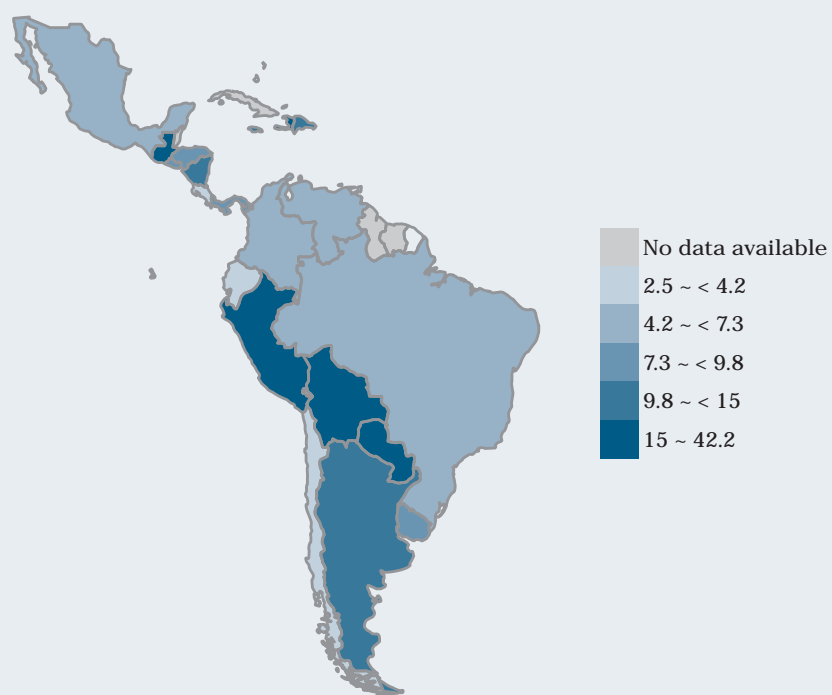 No data available
2.5 ~ < 4.2
4.2 ~ < 7.3
7.3 ~ < 9.8
9.8 ~ < 15
15 ~ 42.2